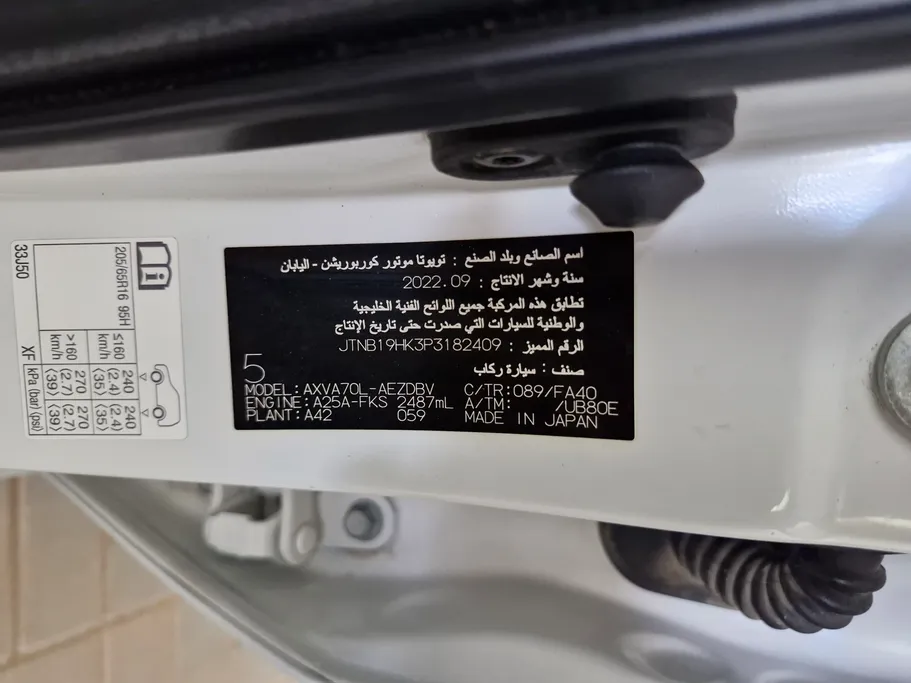 اسم الصانع وبلد الصنع : تويوتا موتور كوربوريشن - اليابان
سنة وشهر الانتاج : 2022.09
تطابق هذه المركبة جميع اللوائح الفنية الخليجية
والوطنية للسيارات التي صدرت حتى تاريخ الإنتاج
الرقم المميز : JTNB19HK3P3182409
صنف : سيارة ركاب
5
MODEL: AXVA70L-AEZDBV C/TR: 089/FA40
ENGINE: A25A-FKS 2487mL A/TM: /UB80E
PLANT: A42 059 MADE IN JAPAN
205/65R16 95H
≤160 km/h 240 (2.4) (35) 240 (2.4) (35)
>160 km/h 270 (2.7) (39) 270 (2.7) (39)
kPa (bar) (psi)
33J50 XF